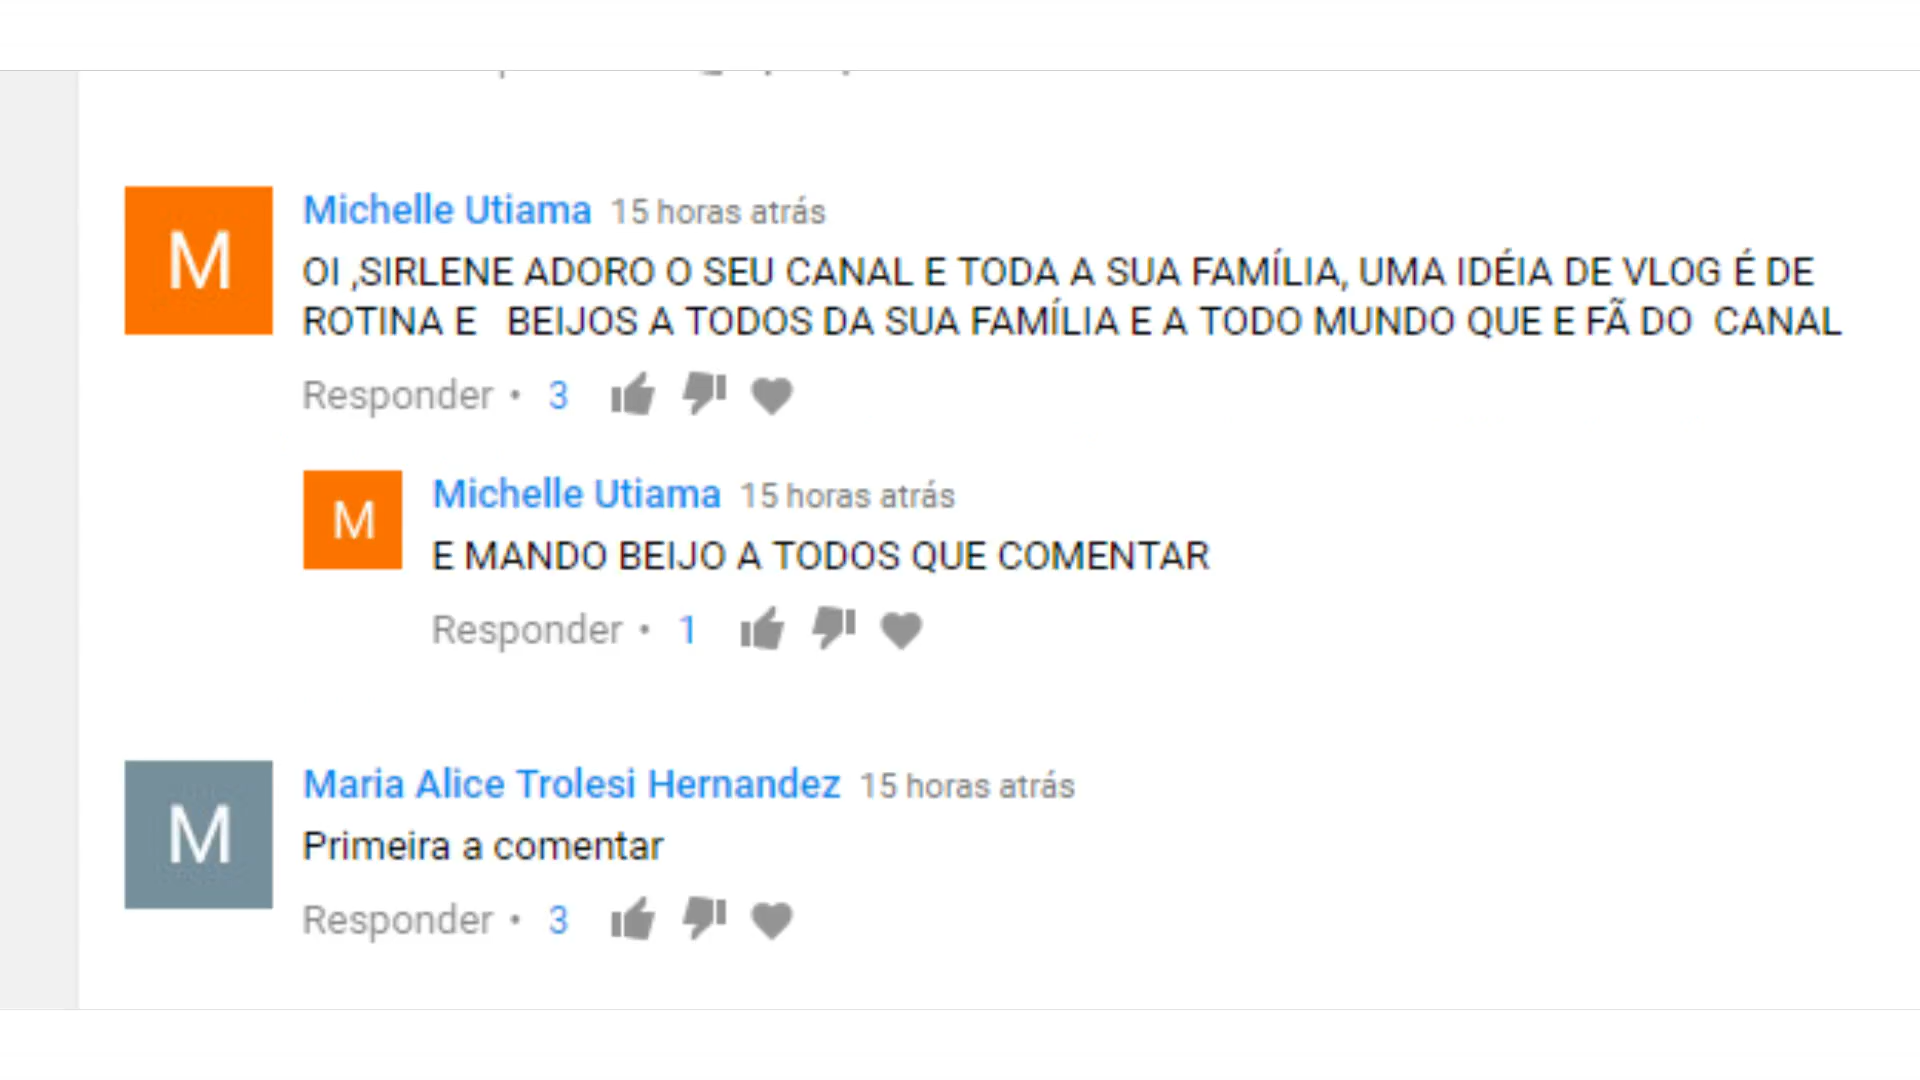 M
Michelle Utiama 15 horas atrás
OI ,SIRLENE ADORO O SEU CANAL E TODA A SUA FAMÍLIA, UMA IDÉIA DE VLOG É DE
ROTINA E   BEIJOS A TODOS DA SUA FAMÍLIA E A TODO MUNDO QUE E FÃ DO  CANAL
Responder • 3
M
Michelle Utiama 15 horas atrás
E MANDO BEIJO A TODOS QUE COMENTAR
Responder • 1
M
Maria Alice Trolesi Hernandez 15 horas atrás
Primeira a comentar
Responder • 3